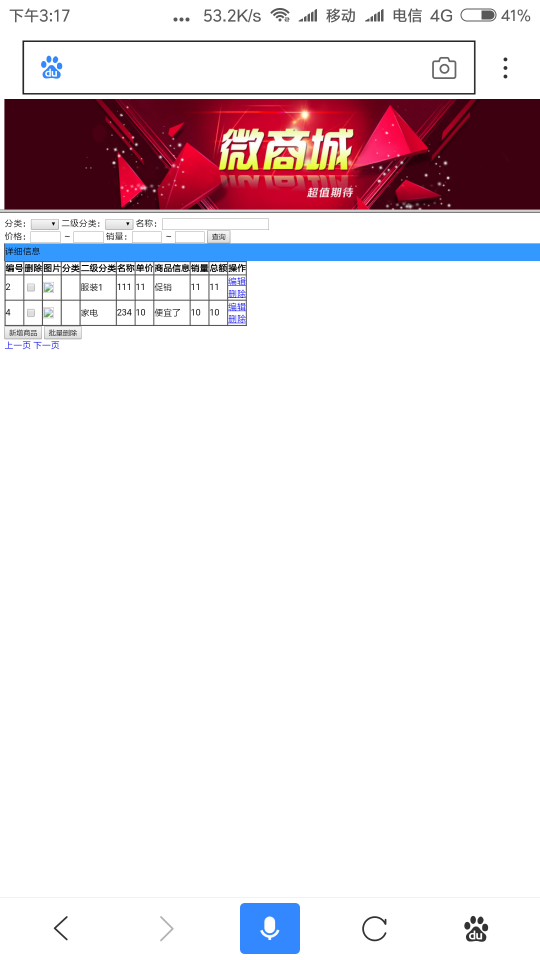 下午3:17 ... 53.2K/s 移动 电信 4G 41%
du
微商城
超值期待
分类： 二级分类： 名称：
价格： ~ 销量： ~ 查询
详细信息
编号 删除 图片 分类 二级分类 名称 单价 商品信息 销量 总额 操作
2 服装1 111 11 促销 11 11 编辑 删除
4 家电 234 10 便宜了 10 10 编辑 删除
新增商品 批量删除
上一页 下一页
du